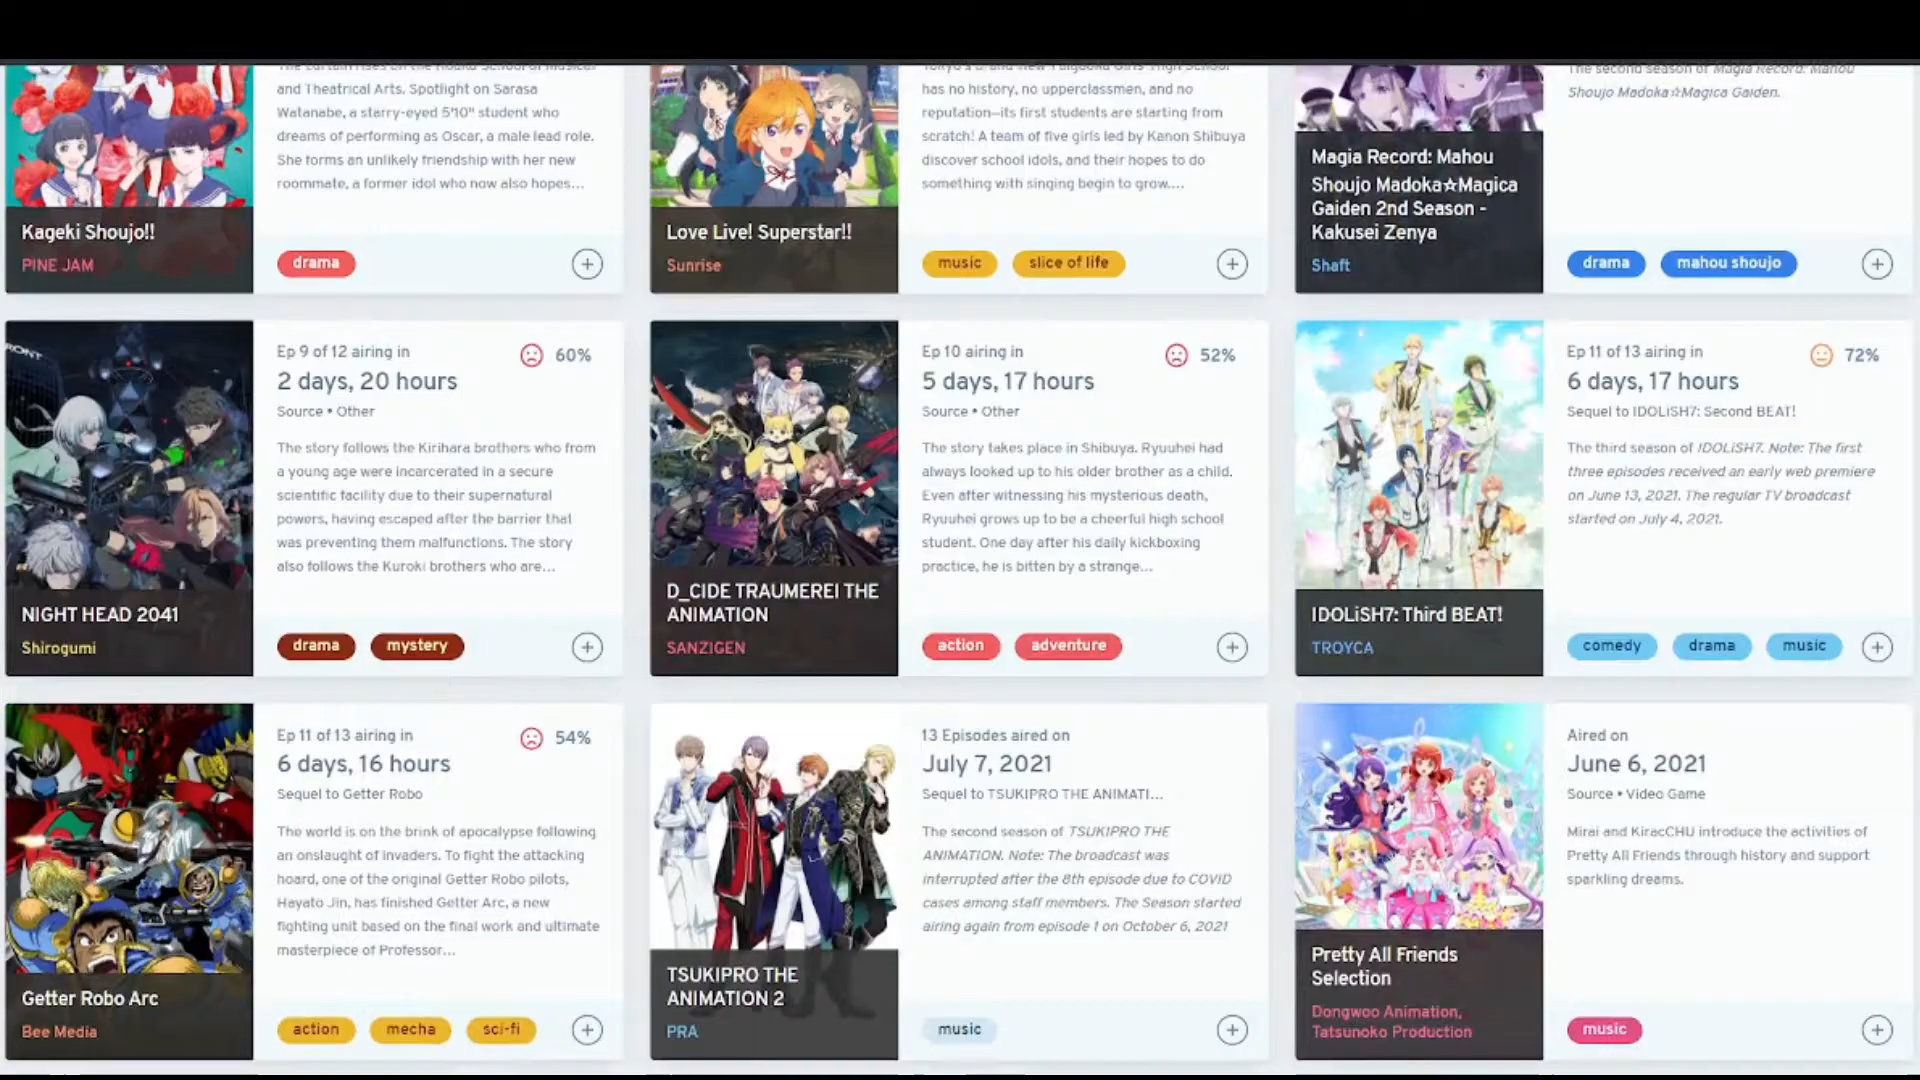 The curtain rises on the Kouka School of Musical
and Theatrical Arts. Spotlight on Sarasa
Watanabe, a starry-eyed 5'10" student who
dreams of performing as Oscar, a male lead role.
She forms an unlikely friendship with her new
roommate, a former idol who now also hopes...
Kageki Shoujo!!
PINE JAM
drama
has no history, no upperclassmen, and no
reputation—its first students are starting from
scratch! A team of five girls led by Kanon Shibuya
discover school idols, and their hopes to do
something with singing begin to grow....
Love Live! Superstar!!
Sunrise
music
slice of life
The second season of Magia Record: Mahou
Shoujo Madoka☆Magica Gaiden.
Magia Record: Mahou
Shoujo Madoka☆Magica
Gaiden 2nd Season -
Kakusei Zenya
Shaft
drama
mahou shoujo
Ep 9 of 12 airing in
60%
2 days, 20 hours
Source • Other
The story follows the Kirihara brothers who from
a young age were incarcerated in a secure
scientific facility due to their supernatural
powers, having escaped after the barrier that
was preventing them malfunctions. The story
also follows the Kuroki brothers who are...
NIGHT HEAD 2041
Shirogumi
drama
mystery
Ep 10 airing in
52%
5 days, 17 hours
Source • Other
The story takes place in Shibuya. Ryuuhei had
always looked up to his older brother as a child.
Even after witnessing his mysterious death,
Ryuuhei grows up to be a cheerful high school
student. One day after his daily kickboxing
practice, he is bitten by a strange...
D_CIDE TRAUMEREI THE
ANIMATION
SANZIGEN
action
adventure
Ep 11 of 13 airing in
72%
6 days, 17 hours
Sequel to IDOLiSH7: Second BEAT!
The third season of IDOLiSH7. Note: The first
three episodes received an early web premiere
on June 13, 2021. The regular TV broadcast
started on July 4, 2021.
IDOLiSH7: Third BEAT!
TROYCA
comedy
drama
music
Ep 11 of 13 airing in
54%
6 days, 16 hours
Sequel to Getter Robo
The world is on the brink of apocalypse following
an onslaught of invaders. To fight the attacking
hoard, one of the original Getter Robo pilots,
Hayato Jin, has finished Getter Arc, a new
fighting unit based on the final work and ultimate
masterpiece of Professor...
Getter Robo Arc
Bee Media
action
mecha
sci-fi
13 Episodes aired on
July 7, 2021
Sequel to TSUKIPRO THE ANIMATI...
The second season of TSUKIPRO THE
ANIMATION. Note: The broadcast was
interrupted after the 8th episode due to COVID
cases among staff members. The Season started
airing again from episode 1 on October 6, 2021
TSUKIPRO THE
ANIMATION 2
PRA
music
Aired on
June 6, 2021
Source • Video Game
Mirai and KiracCHU introduce the activities of
Pretty All Friends through history and support
sparkling dreams.
Pretty All Friends
Selection
Dongwoo Animation,
Tatsunoko Production
music